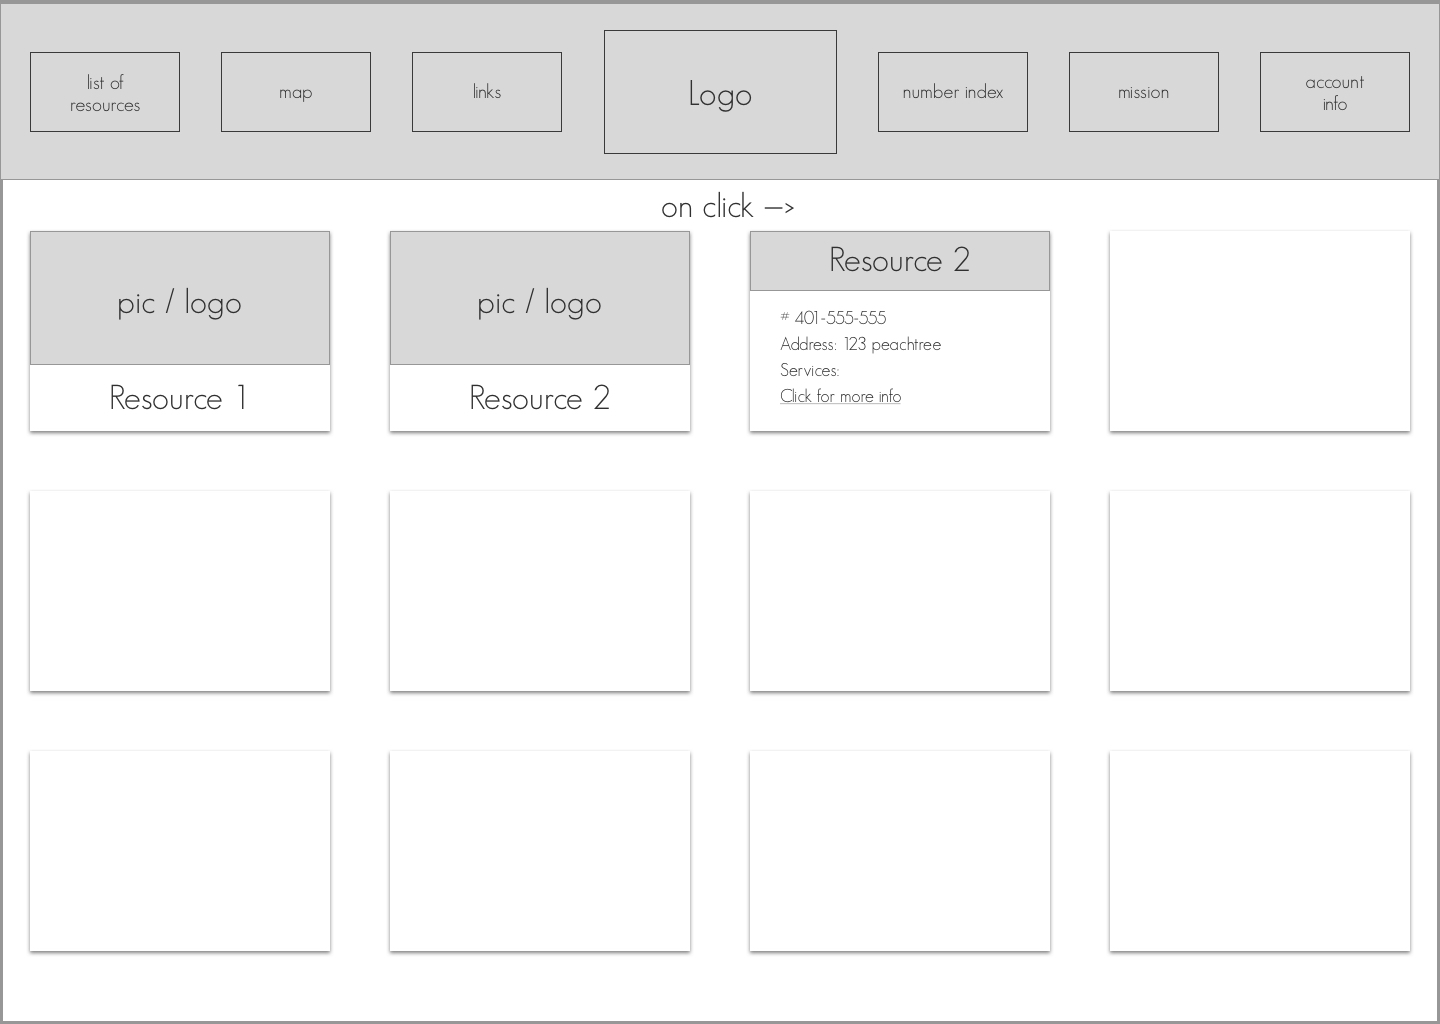 list of
resources
map
links
Logo
number index
mission
account
info
on click —>
pic / logo
Resource 1
pic / logo
Resource 2
Resource 2
# 401-555-555
Address: 123 peachtree
Services:
Click for more info